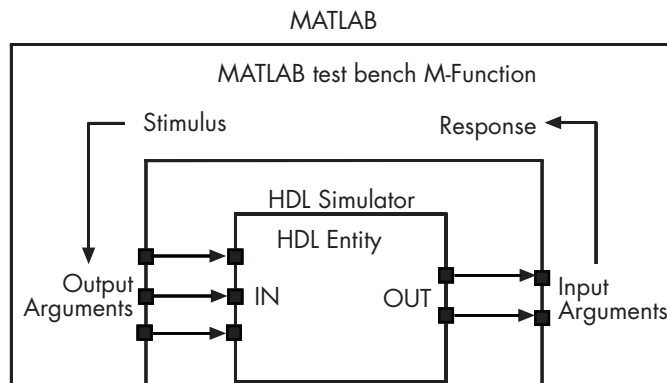 MATLAB
MATLAB test bench M-Function
Stimulus
Response
HDL Simulator
HDL Entity
Output
Arguments
IN
OUT
Input
Arguments